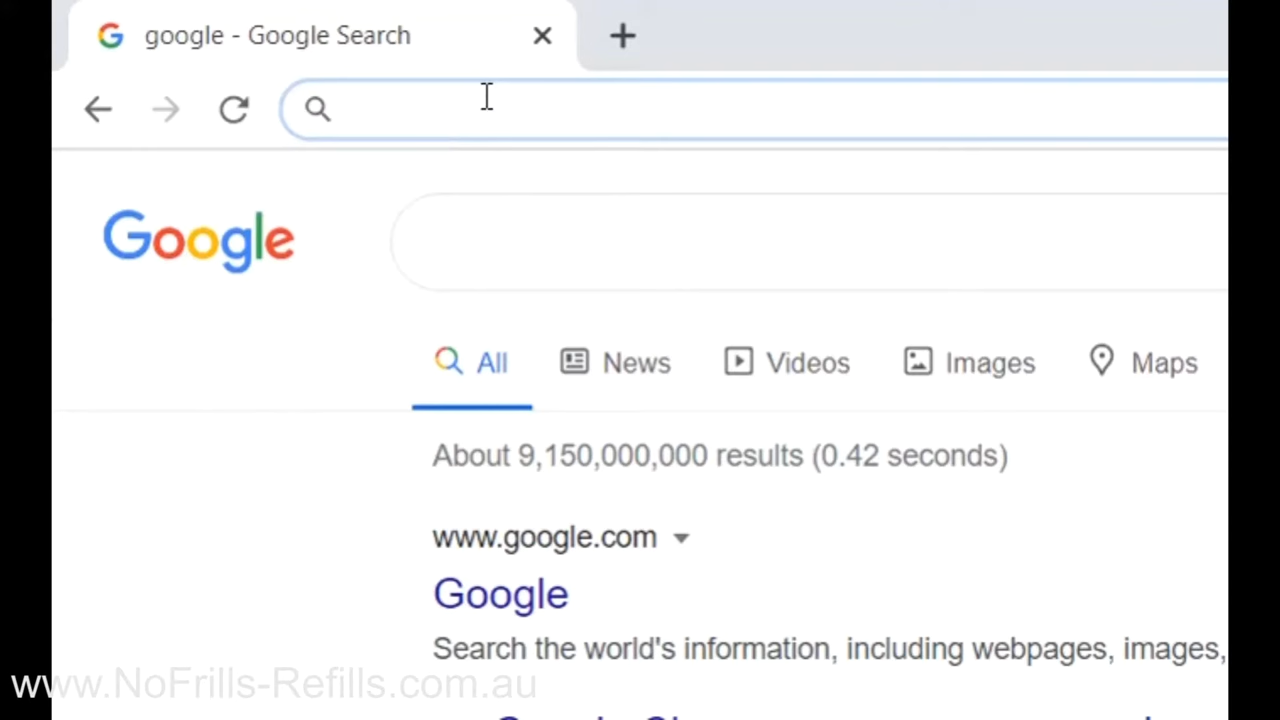 google - Google Search
Google
All News Videos Images Maps
About 9,150,000,000 results (0.42 seconds)
www.google.com
Google
Search the world's information, including webpages, images,
www.NoFrills-Refills.com.au